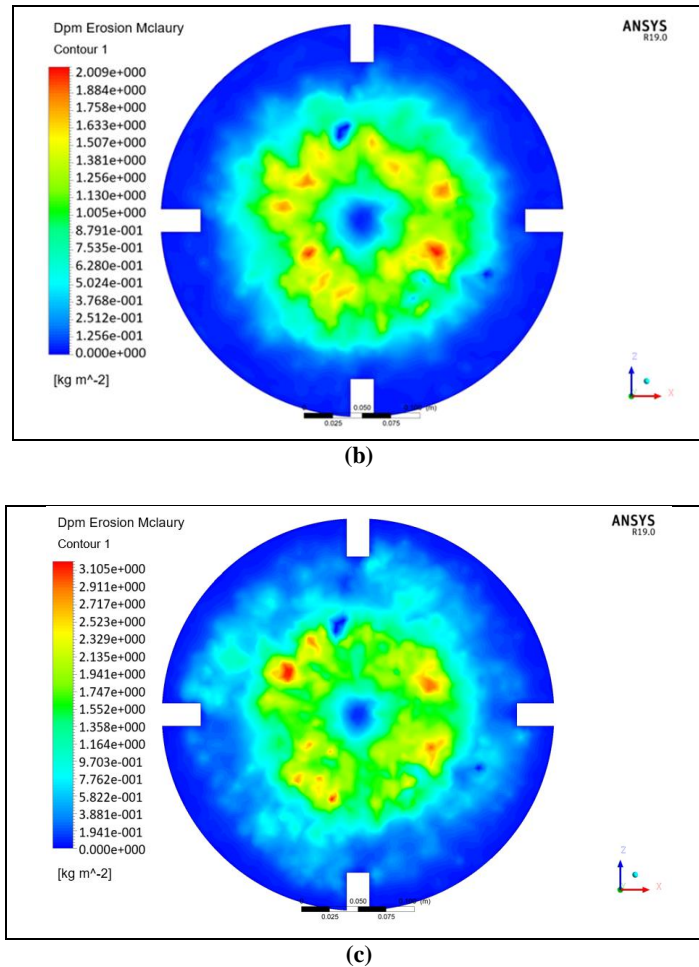 Dpm Erosion Mclaury
Contour 1
ANSYS
R19.0
2.009e+000
1.884e+000
1.758e+000
1.633e+000
1.507e+000
1.381e+000
1.256e+000
1.130e+000
1.005e+000
8.791e-001
7.535e-001
6.280e-001
5.024e-001
3.768e-001
2.512e-001
1.256e-001
0.000e+000
[kg m^-2]
Z
X
0.050
(m)
0.025
0.075
(b)
Dpm Erosion Mclaury
Contour 1
ANSYS
R19.0
3.105e+000
2.911e+000
2.717e+000
2.523e+000
2.329e+000
2.135e+000
1.941e+000
1.747e+000
1.552e+000
1.358e+000
1.164e+000
9.703e-001
7.762e-001
5.822e-001
3.881e-001
1.941e-001
0.000e+000
[kg m^-2]
Z
X
0.050
(m)
0.025
0.075
(c)